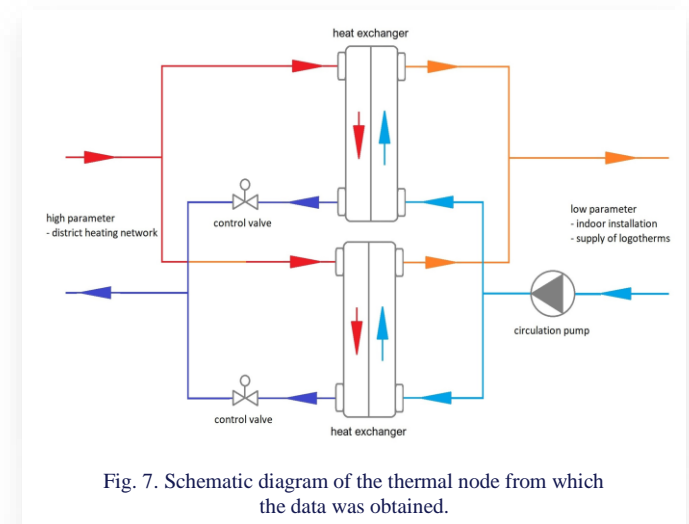 heat exchanger
control valve
high parameter
- district heating network
low parameter
- indoor installation
- supply of logotherms
circulation pump
control valve
heat exchanger
Fig. 7. Schematic diagram of the thermal node from which
the data was obtained.